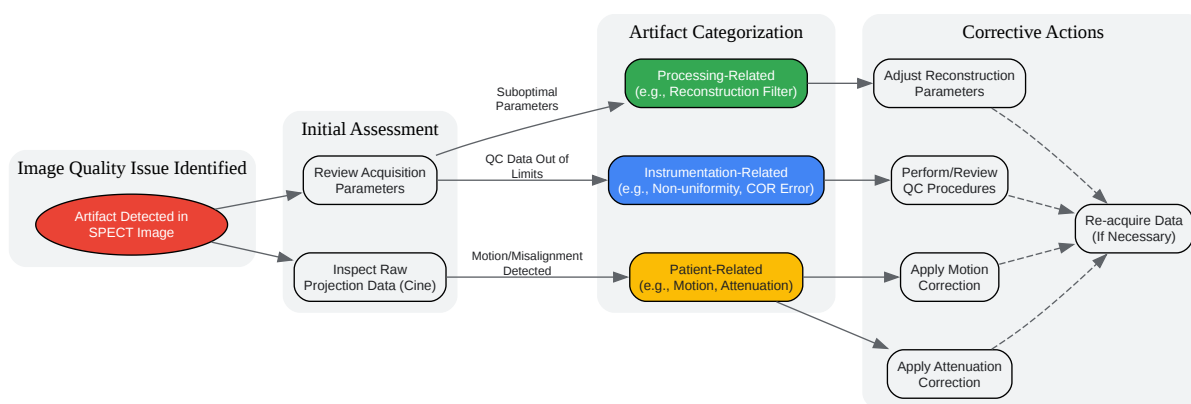 Image Quality Issue Identified
Artifact Detected in
SPECT Image
Initial Assessment
Review Acquisition
Parameters
Inspect Raw
Projection Data (Cine)
Suboptimal
Parameters
QC Data Out of
Limits
Motion/Misalignment
Detected
Artifact Categorization
Processing-Related
(e.g., Reconstruction Filter)
Instrumentation-Related
(e.g., Non-uniformity, COR Error)
Patient-Related
(e.g., Motion, Attenuation)
Corrective Actions
Adjust Reconstruction
Parameters
Perform/Review
QC Procedures
Apply Motion
Correction
Apply Attenuation
Correction
Re-acquire Data
(If Necessary)